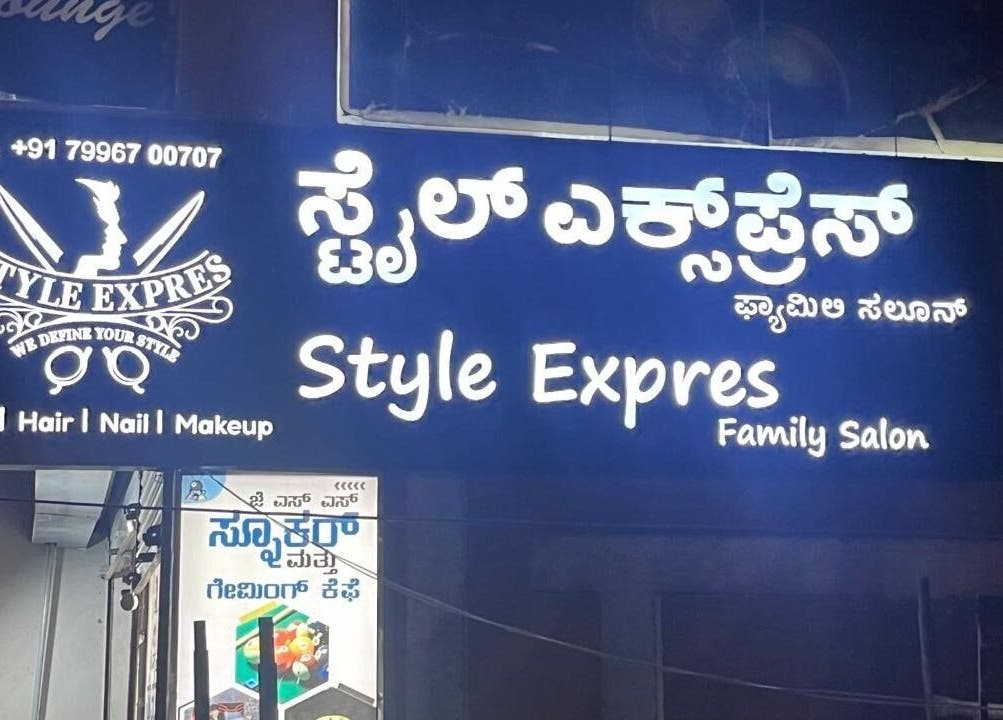 +91 79967 00707
STYLE EXPRES
WE DEFINE YOUR STYLE
Hair | Nail | Makeup
ಸ್ಟೈಲ್ ಎಕ್ಸ್‌ಪ್ರೆಸ್
ಫ್ಯಾಮಿಲಿ ಸಲೂನ್
Style Expres
Family Salon
ಜೆ ಎಸ್ ಎಸ್
ಸ್ನೂಕರ್
ಮತ್ತು
ಗೇಮಿಂಗ್ ಕೆಫೆ